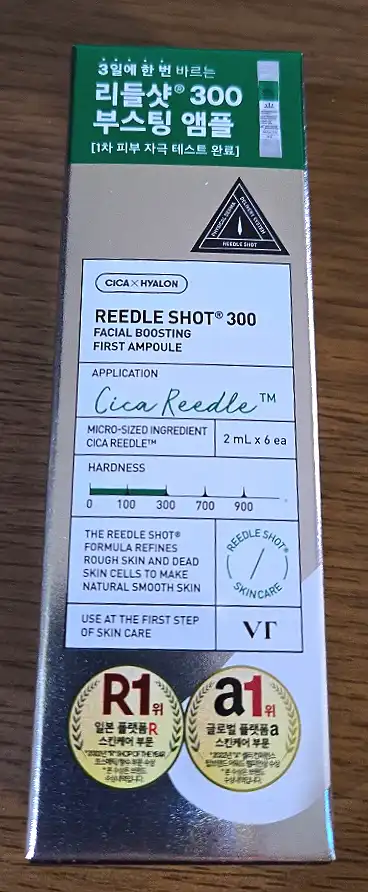 3일에 한 번 바르는
리들샷® 300
부스팅 앰플
[1차 피부 자극 테스트 완료]
DELIVERY SYSTEM
REEDLE SHOT
CICA X HYALON
REEDLE SHOT® 300
FACIAL BOOSTING
FIRST AMPOULE
APPLICATION
Cica Reedle™
MICRO-SIZED INGREDIENT
CICA REEDLE™
2 mL x 6 ea
HARDNESS
0 100 300 700 900
THE REEDLE SHOT®
FORMULA REFINES
ROUGH SKIN AND DEAD
SKIN CELLS TO MAKE
NATURAL SMOOTH SKIN
REEDLE SHOT®
SKINCARE
USE AT THE FIRST STEP
OF SKIN CARE
VT
R1위
일본 플랫폼R
스킨케어 부문
a1위
글로벌 플랫폼a
스킨케어 부문